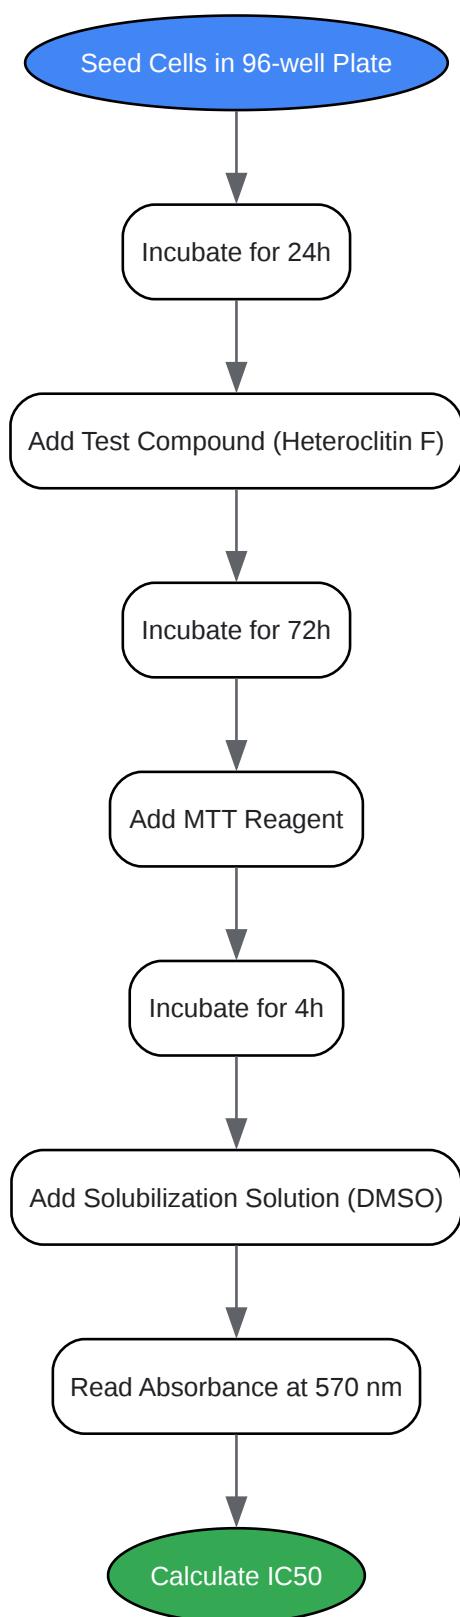 Seed Cells in 96-well Plate
Incubate for 24h
Add Test Compound (Heteroclitin F)
Incubate for 72h
Add MTT Reagent
Incubate for 4h
Add Solubilization Solution (DMSO)
Read Absorbance at 570 nm
Calculate IC50